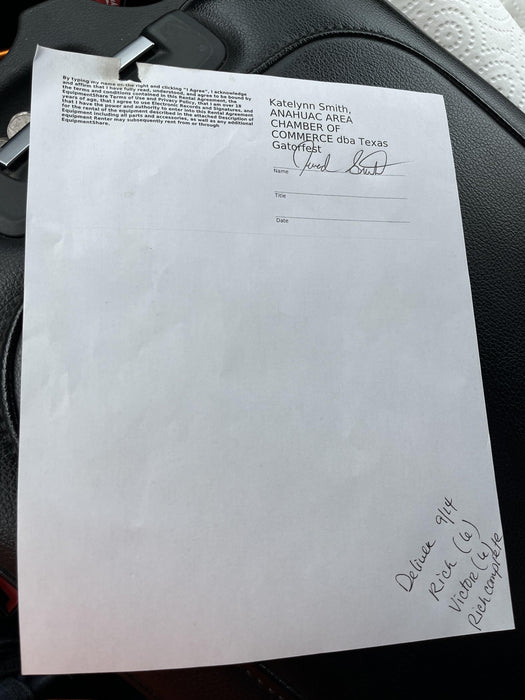 By typing my name on the right and clicking "I Agree", I acknowledge
and affirm that I have fully read, understand, and agree to be bound by
the terms and conditions contained in this Rental Agreement, the
EquipmentShare Terms of Use and Privacy Policy, that I am over 18
years of age, that I agree to use Electronic Records and Signatures, and
that I have the power and authority to enter into this Rental Agreement
for the rental of the equipment described in the attached Description of
Equipment including all parts and accessories, as well as any additional
Equipment Renter may subsequently rent from or through
EquipmentShare.
Katelynn Smith,
ANAHUAC AREA
CHAMBER OF
COMMERCE dba Texas
Gatorfest
Name
Title
Date
Deliver 9/14
Rich (6)
Victor (6)
Rich complete